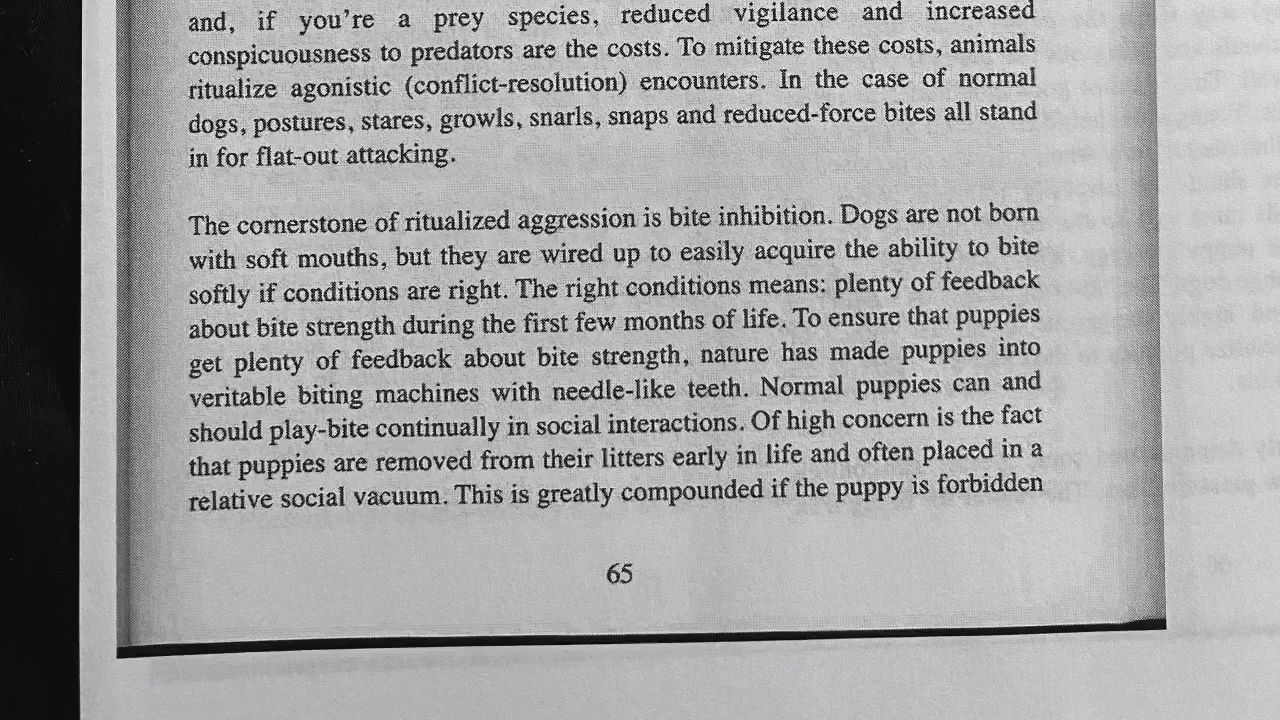 and, if you're a prey species, reduced vigilance and increased
conspicuousness to predators are the costs. To mitigate these costs, animals
ritualize agonistic (conflict-resolution) encounters. In the case of normal
dogs, postures, stares, growls, snarls, snaps and reduced-force bites all stand
in for flat-out attacking.
The cornerstone of ritualized aggression is bite inhibition. Dogs are not born
with soft mouths, but they are wired up to easily acquire the ability to bite
softly if conditions are right. The right conditions means: plenty of feedback
about bite strength during the first few months of life. To ensure that puppies
get plenty of feedback about bite strength, nature has made puppies into
veritable biting machines with needle-like teeth. Normal puppies can and
should play-bite continually in social interactions. Of high concern is the fact
that puppies are removed from their litters early in life and often placed in a
relative social vacuum. This is greatly compounded if the puppy is forbidden
65